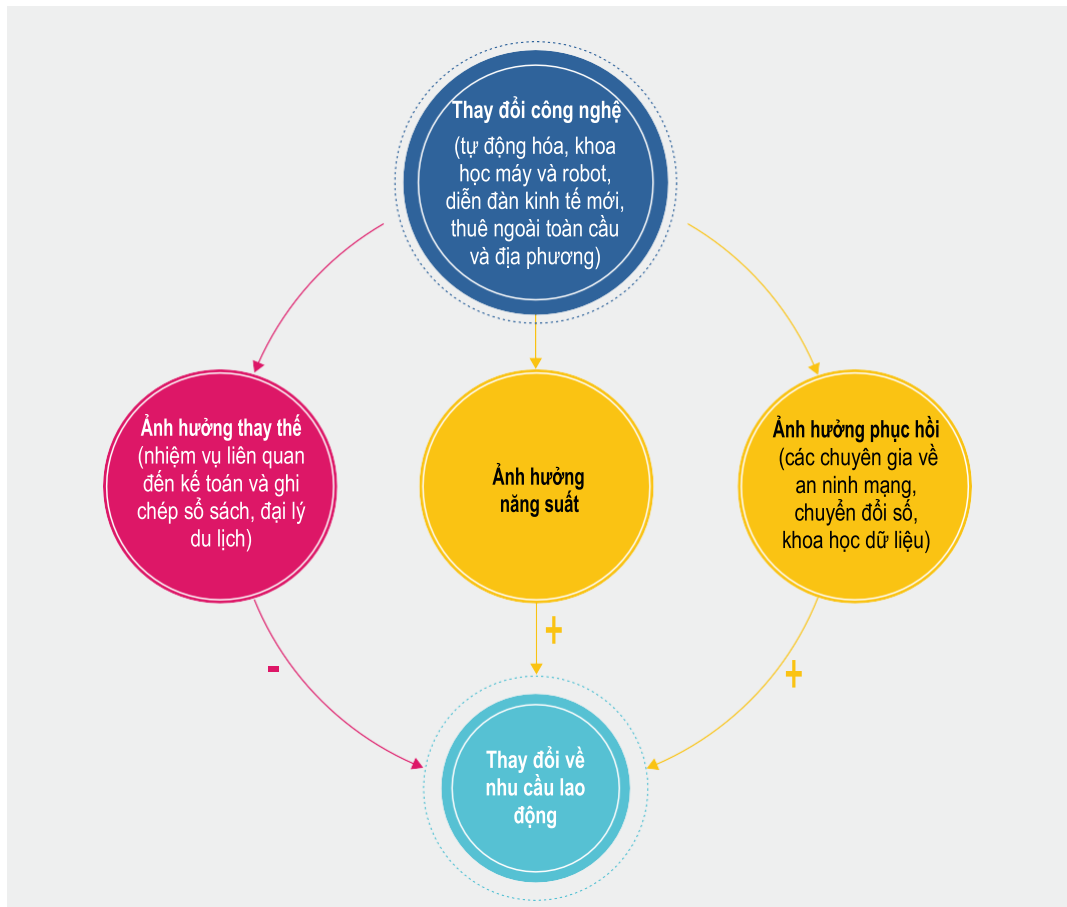 Thay đổi công nghệ
(tự động hóa, khoa
học máy và robot,
diễn đàn kinh tế mới,
thuê ngoài toàn cầu
và địa phương)
Ảnh hưởng thay thế
(nhiệm vụ liên quan
đến kế toán và ghi
chép sổ sách, đại lý
du lịch)
Ảnh hưởng
năng suất
Ảnh hưởng phục hồi
(các chuyên gia về
an ninh mạng,
chuyển đổi số,
khoa học dữ liệu)
-
+
+
Thay đổi về
nhu cầu lao
động